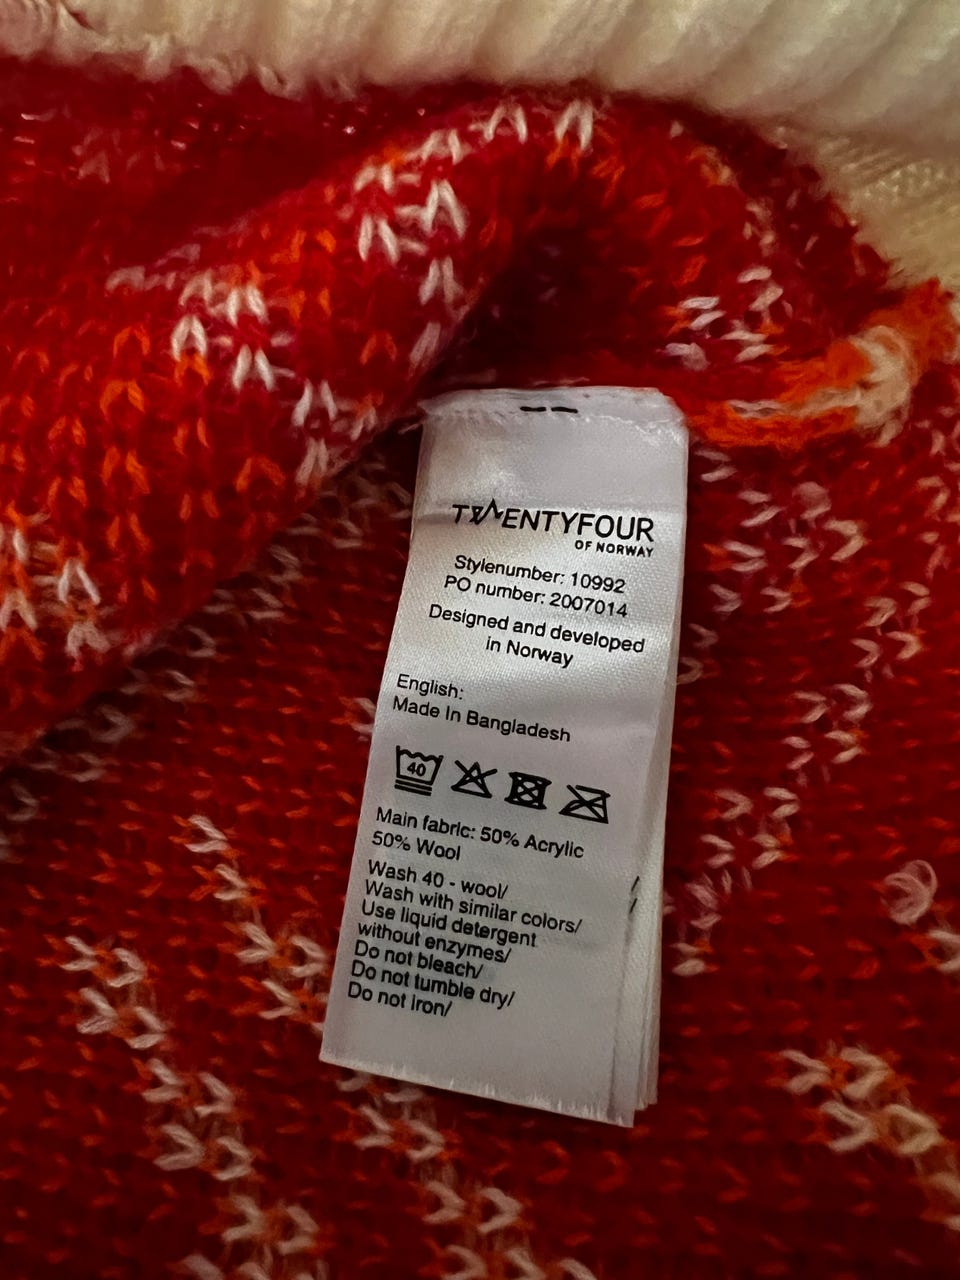 TWENTYFOUR
OF NORWAY
Stylenumber: 10992
PO number: 2007014
Designed and developed
in Norway
English:
Made In Bangladesh
40
Main fabric: 50% Acrylic
50% Wool
Wash 40 - wool/
Wash with similar colors/
Use liquid detergent
without enzymes/
Do not bleach/
Do not tumble dry/
Do not Iron/